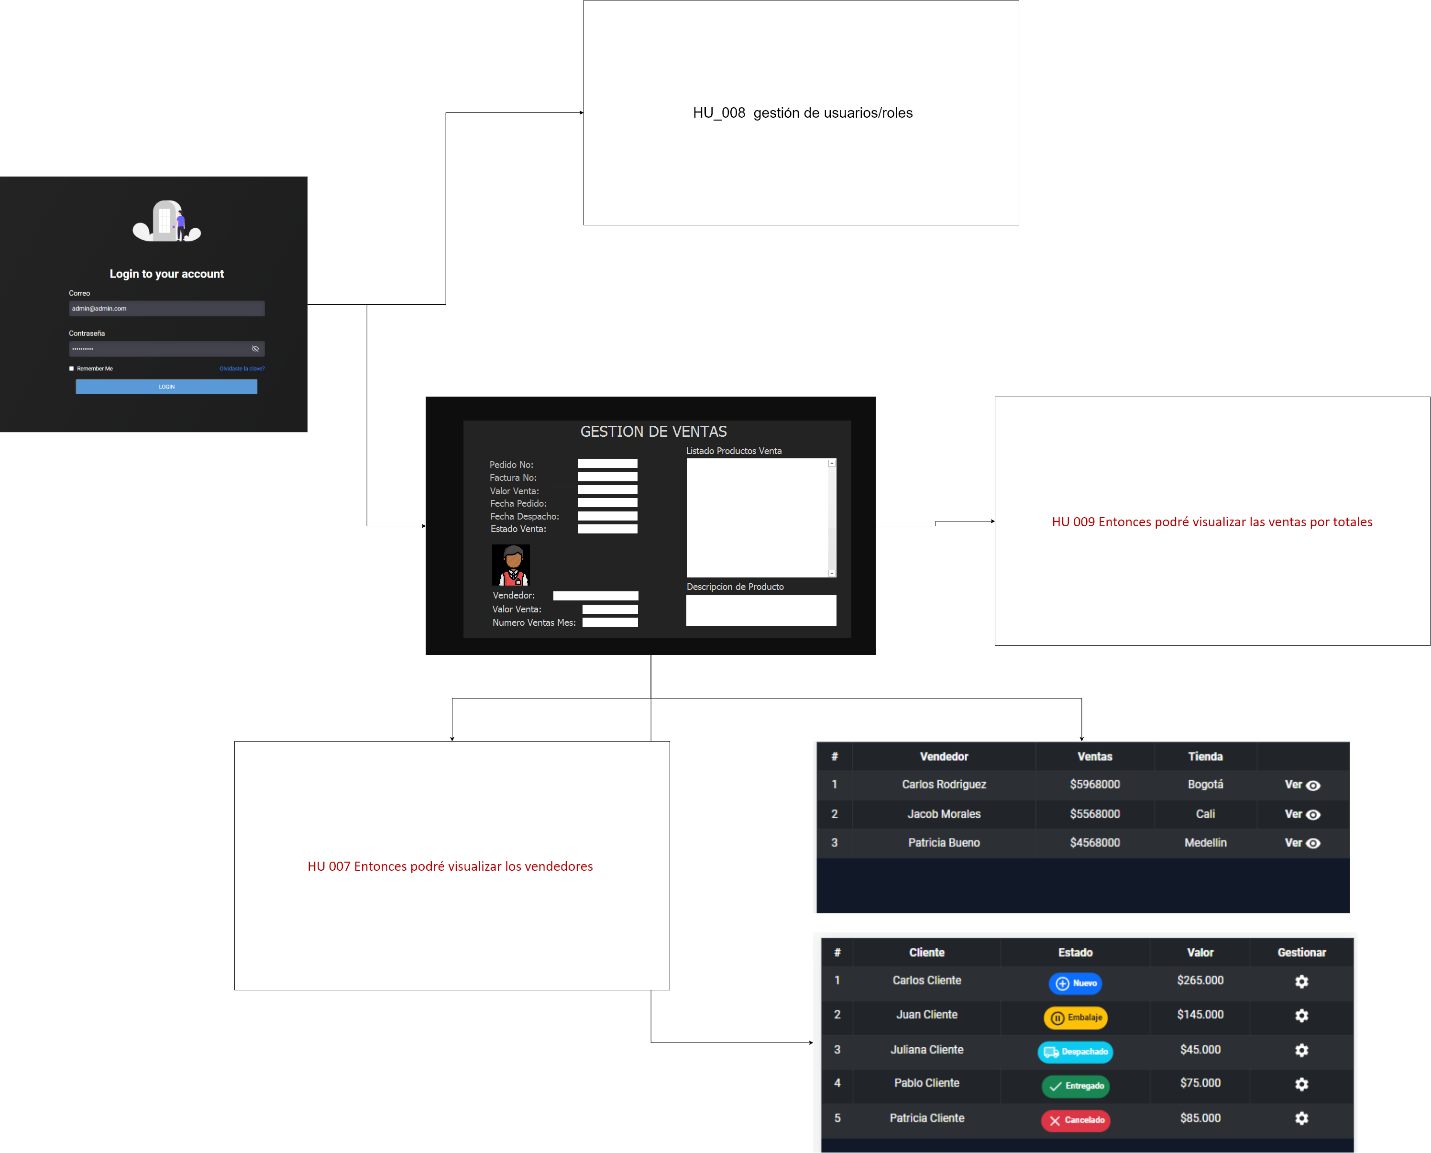 HU_008 gestión de usuarios/roles
Login to your account
Correo
admin@admin.com
Contraseña
Remember Me
Olvidaste la clave?
LOGIN
GESTION DE VENTAS
Pedido No:
Factura No:
Valor Venta:
Fecha Pedido:
Fecha Despacho:
Estado Venta:
Vendedor:
Valor Venta:
Numero Ventas Mes:
Listado Productos Venta
Descripcion de Producto
HU 009 Entonces podré visualizar las ventas por totales
HU 007 Entonces podré visualizar los vendedores
# Vendedor Ventas Tienda
1 Carlos Rodriguez $5968000 Bogotá Ver
2 Jacob Morales $5568000 Cali Ver
3 Patricia Bueno $4568000 Medellin Ver
# Cliente Estado Valor Gestionar
1 Carlos Cliente Nuevo $265.000
2 Juan Cliente Embalaje $145.000
3 Juliana Cliente Despachado $45.000
4 Pablo Cliente Entregado $75.000
5 Patricia Cliente Cancelado $85.000